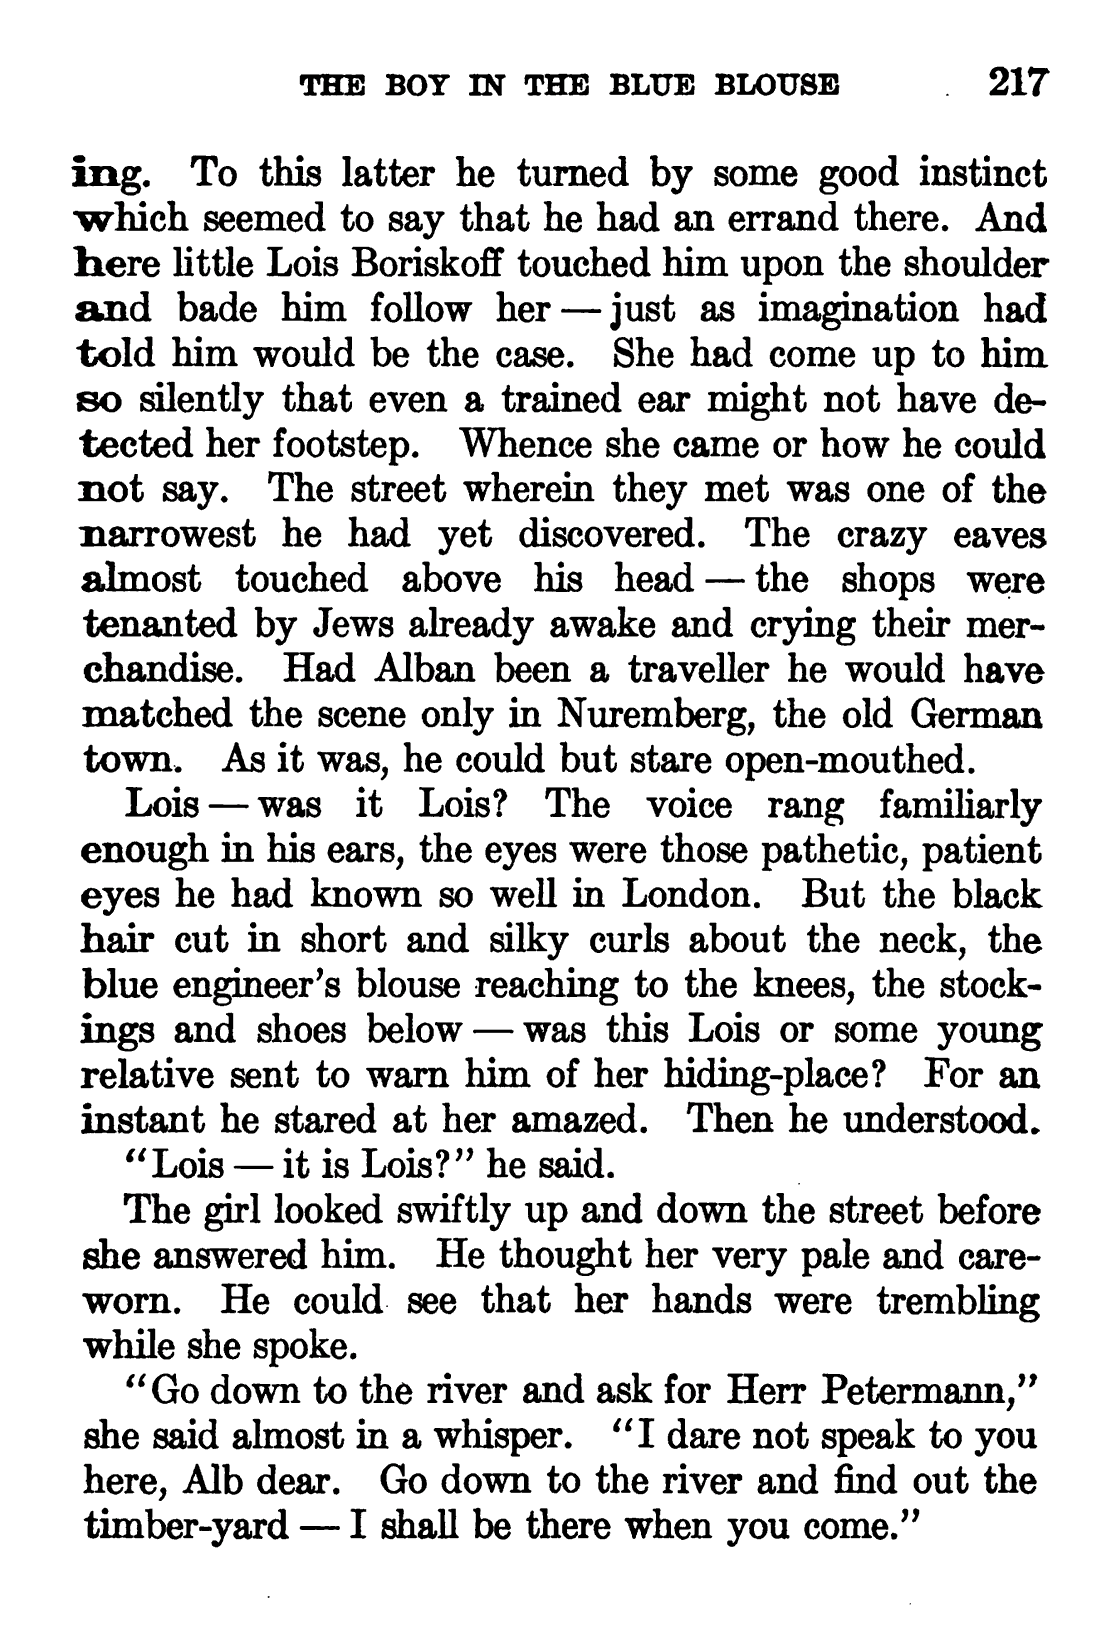 THE BOY IN THE BLUE BLOUSE 217
ing. To this latter he turned by some good instinct
which seemed to say that he had an errand there. And
here little Lois Boriskoff touched him upon the shoulder
and bade him follow her — just as imagination had
told him would be the case. She had come up to him
so silently that even a trained ear might not have de-
tected her footstep. Whence she came or how he could
not say. The street wherein they met was one of the
narrowest he had yet discovered. The crazy eaves
almost touched above his head — the shops were
tenanted by Jews already awake and crying their mer-
chandise. Had Alban been a traveller he would have
matched the scene only in Nuremberg, the old German
town. As it was, he could but stare open-mouthed.
Lois — was it Lois? The voice rang familiarly
enough in his ears, the eyes were those pathetic, patient
eyes he had known so well in London. But the black
hair cut in short and silky curls about the neck, the
blue engineer's blouse reaching to the knees, the stock-
ings and shoes below — was this Lois or some young
relative sent to warn him of her hiding-place? For an
instant he stared at her amazed. Then he understood.
"Lois — it is Lois?" he said.
The girl looked swiftly up and down the street before
she answered him. He thought her very pale and care-
worn. He could see that her hands were trembling
while she spoke.
"Go down to the river and ask for Herr Petermann,"
she said almost in a whisper. "I dare not speak to you
here, Alb dear. Go down to the river and find out the
timber-yard — I shall be there when you come."